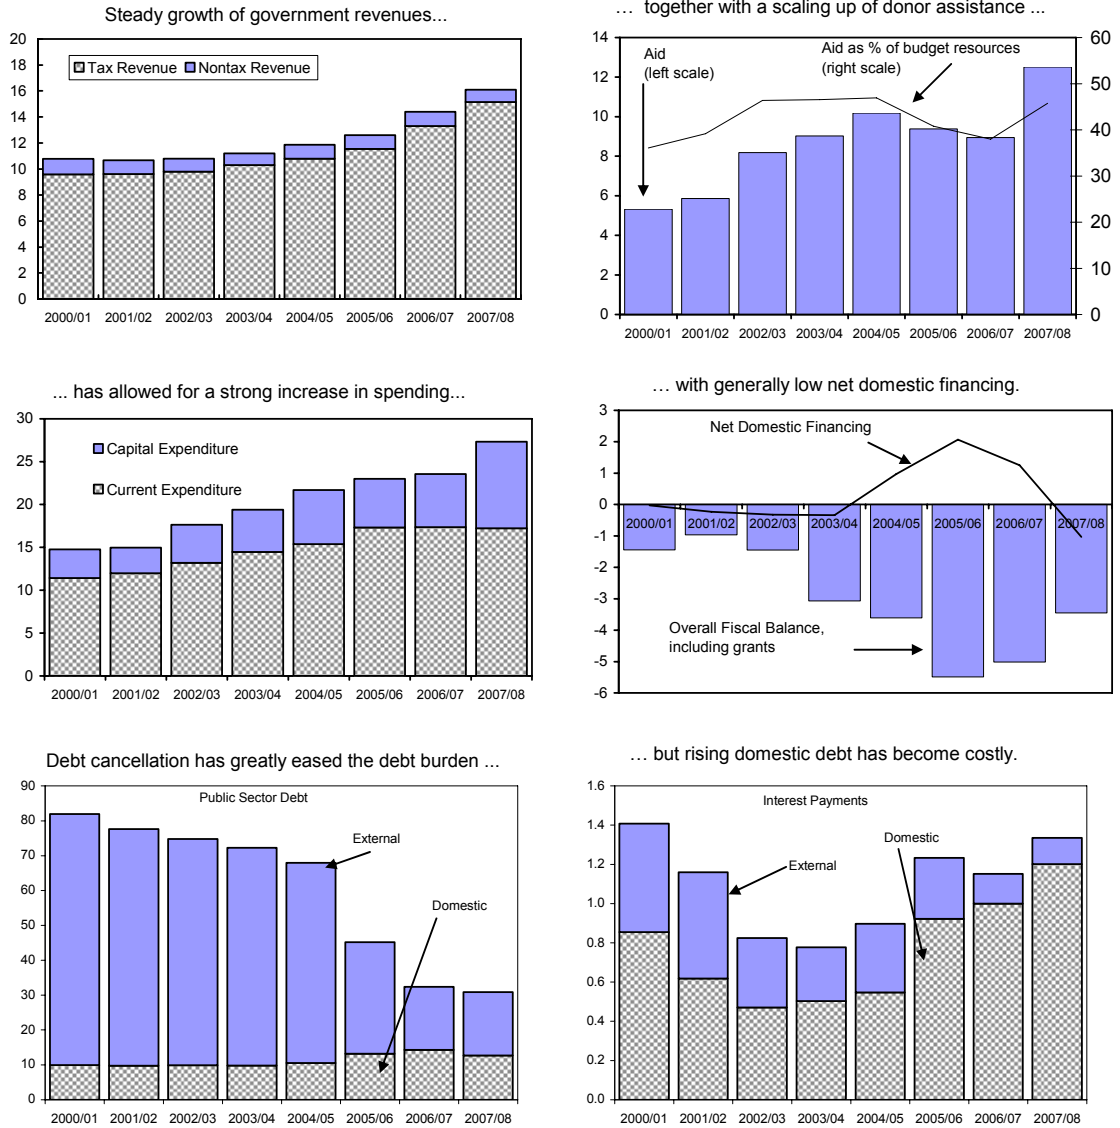 Steady growth of government revenues...
20
18
16
14
12
10
8
6
4
2
0
Tax Revenue
Nontax Revenue
2000/01 2001/02 2002/03 2003/04 2004/05 2005/06 2006/07 2007/08
… together with a scaling up of donor assistance ...
14
12
10
8
6
4
2
0
60
50
40
30
20
10
0
Aid
(left scale)
Aid as % of budget resources
(right scale)
2000/01 2001/02 2002/03 2003/04 2004/05 2005/06 2006/07 2007/08
... has allowed for a strong increase in spending...
30
25
20
15
10
5
0
Capital Expenditure
Current Expenditure
2000/01 2001/02 2002/03 2003/04 2004/05 2005/06 2006/07 2007/08
… with generally low net domestic financing.
3
2
1
0
-1
-2
-3
-4
-5
-6
Net Domestic Financing
2000/01 2001/02 2002/03 2003/04 2004/05 2005/06 2006/07 2007/08
Overall Fiscal Balance,
including grants
Debt cancellation has greatly eased the debt burden ...
90
80
70
60
50
40
30
20
10
0
Public Sector Debt
External
Domestic
2000/01 2001/02 2002/03 2003/04 2004/05 2005/06 2006/07 2007/08
… but rising domestic debt has become costly.
1.6
1.4
1.2
1.0
0.8
0.6
0.4
0.2
0.0
Interest Payments
Domestic
External
2000/01 2001/02 2002/03 2003/04 2004/05 2005/06 2006/07 2007/08